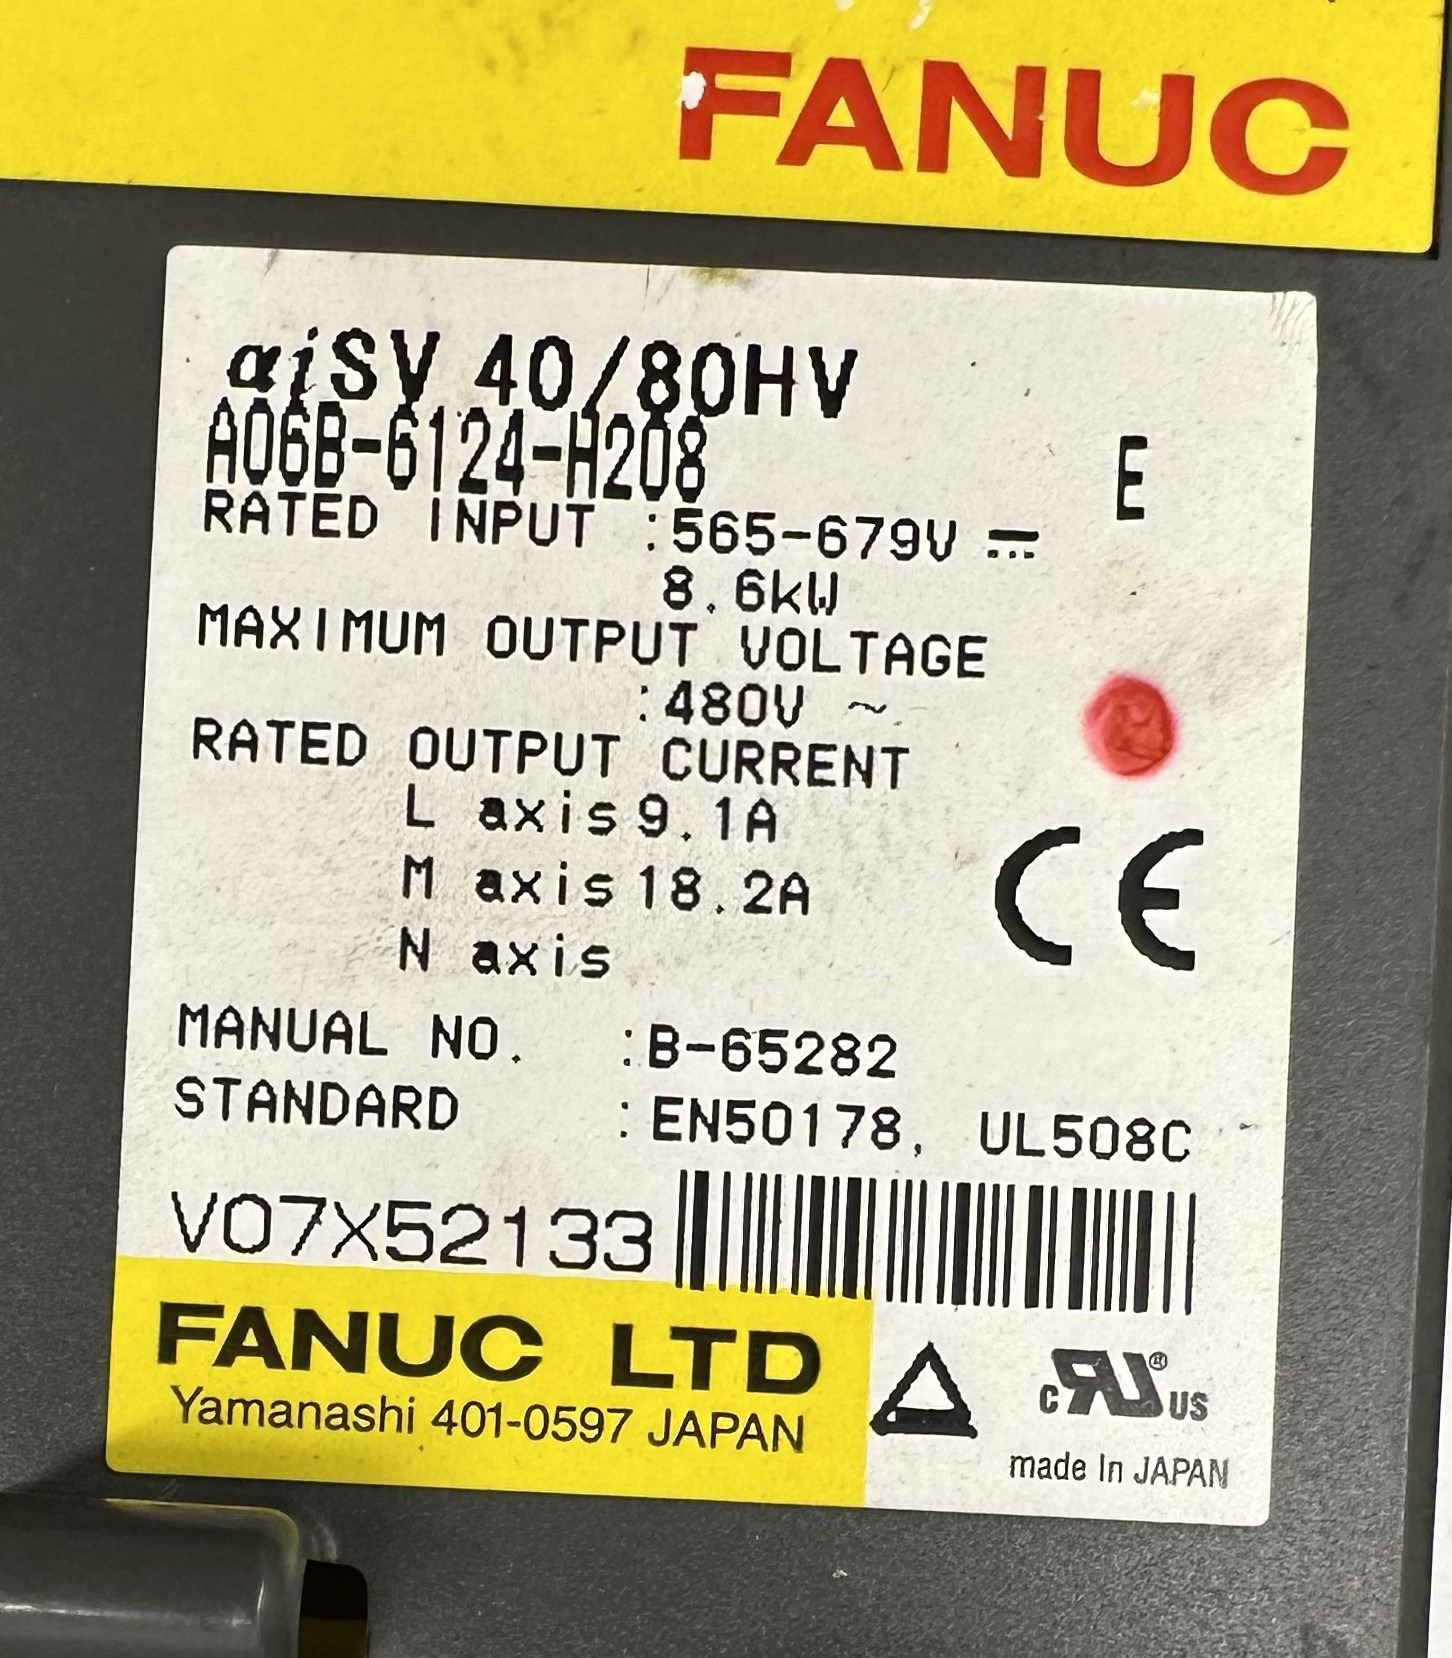 FANUC
αiSV 40/80HV
A06B-6124-H208
E
RATED INPUT :565-679V ⎓
8.6kW
MAXIMUM OUTPUT VOLTAGE
:480V ~
RATED OUTPUT CURRENT
L axis 9.1A
M axis 18.2A
N axis
CE
MANUAL NO. :B-65282
STANDARD :EN50178, UL508C
V07X52133
FANUC LTD
Yamanashi 401-0597 JAPAN
c RU ® US
made In JAPAN